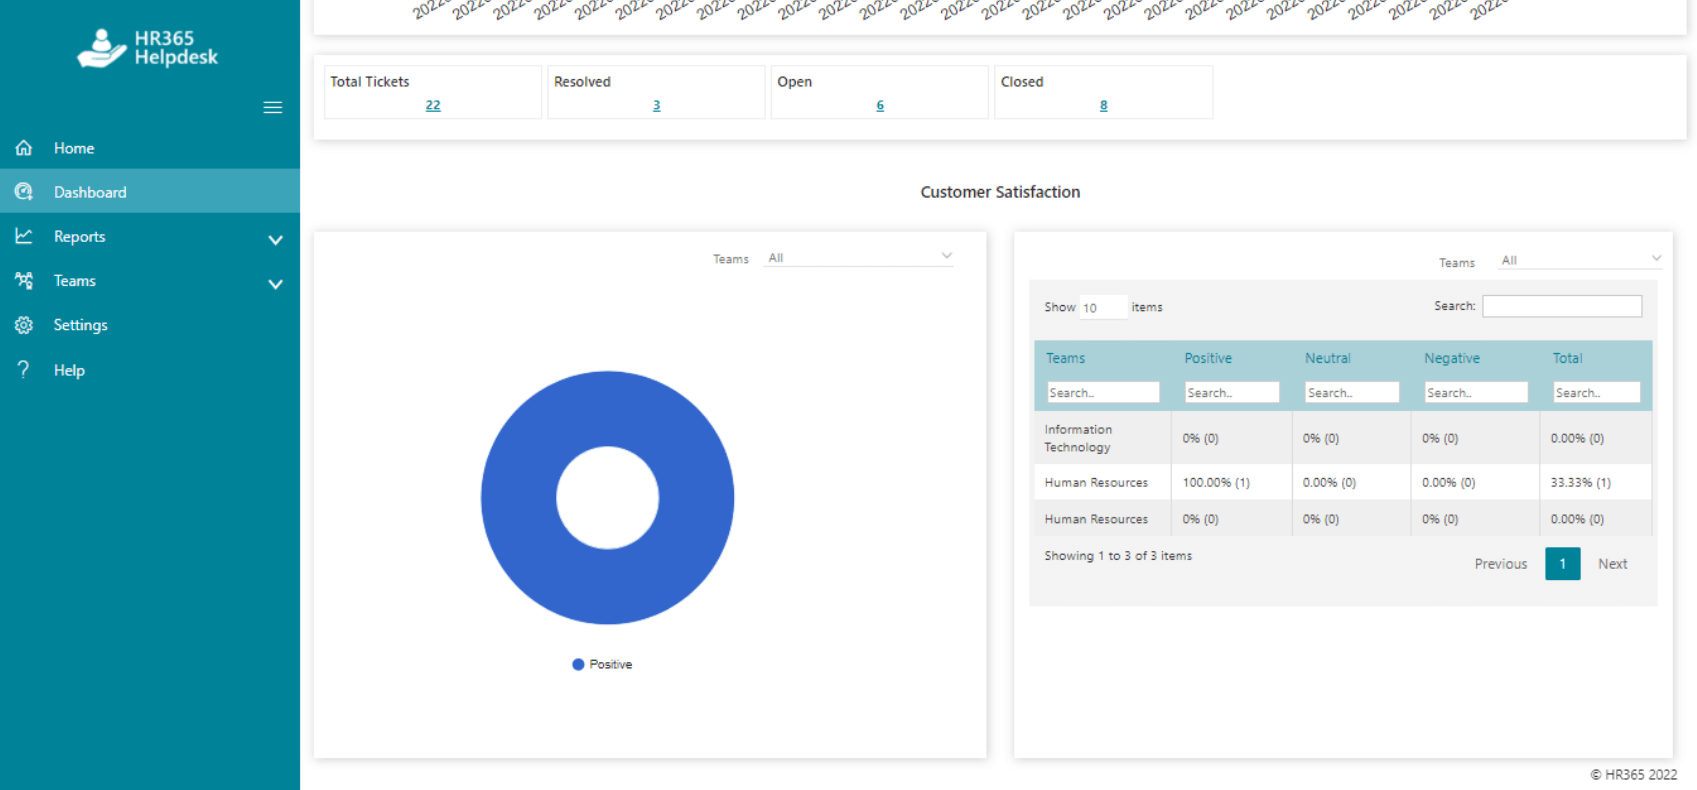 HR365
Helpdesk
Home
Dashboard
Reports
Teams
Settings
? Help
Total Tickets
22
Resolved
3
Open
6
Closed
8
Customer Satisfaction
Teams All
Positive
Teams All
Show 10 items
Search:
Teams Positive Neutral Negative Total
Search.. Search.. Search.. Search.. Search..
Information
Technology
0% (0) 0% (0) 0% (0) 0.00% (0)
Human Resources 100.00% (1) 0.00% (0) 0.00% (0) 33.33% (1)
Human Resources 0% (0) 0% (0) 0% (0) 0.00% (0)
Showing 1 to 3 of 3 items
Previous 1 Next
© HR365 2022